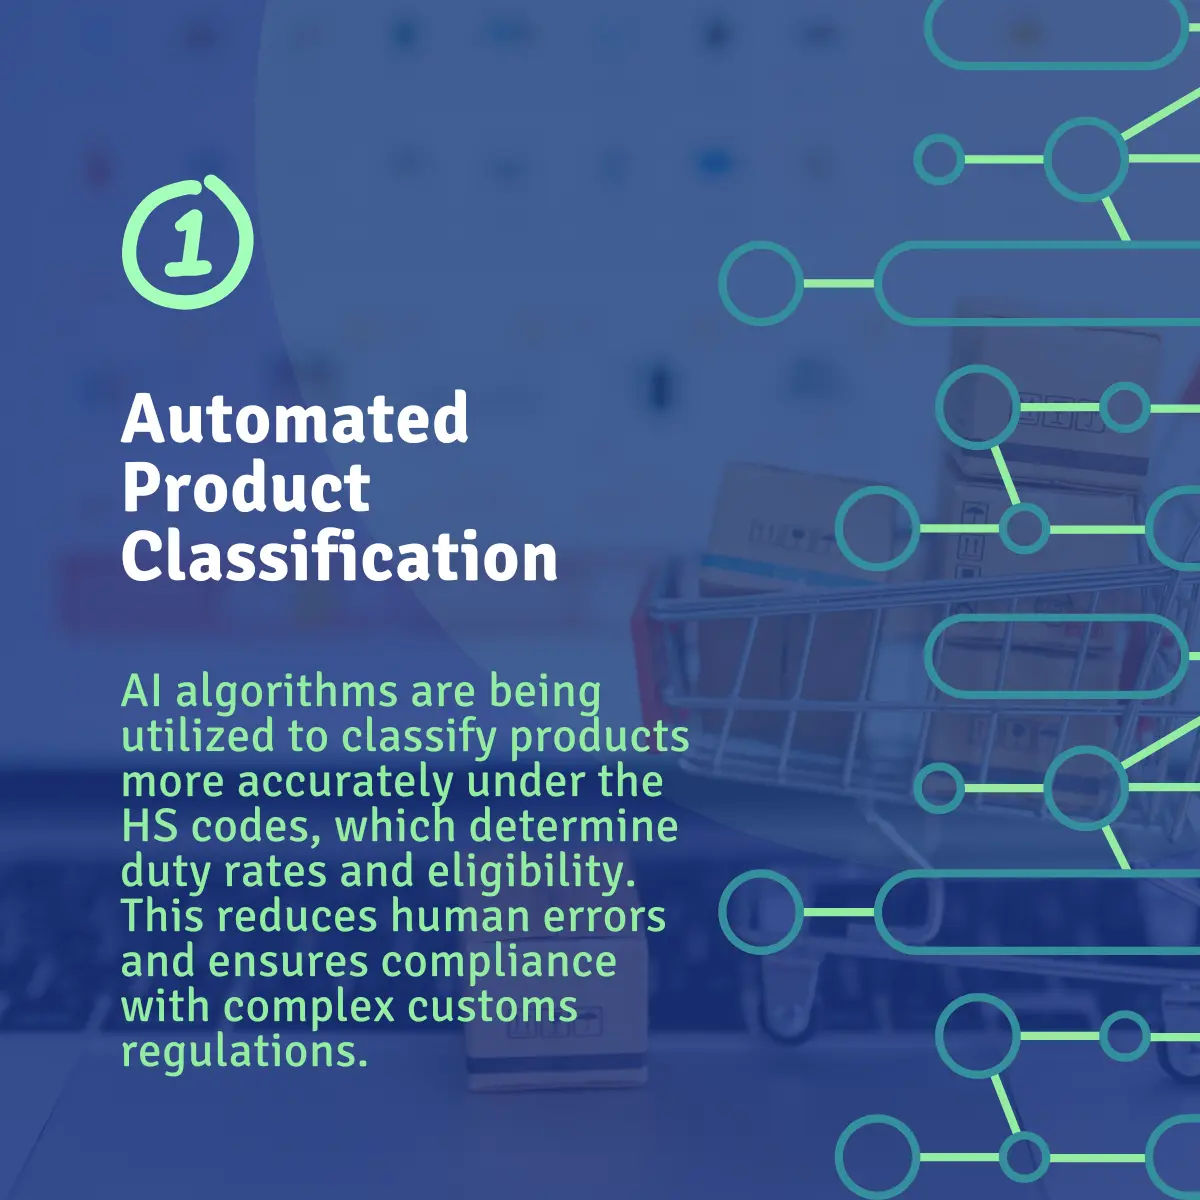 1
Automated
Product
Classification
AI algorithms are being
utilized to classify products
more accurately under the
HS codes, which determine
duty rates and eligibility.
This reduces human errors
and ensures compliance
with complex customs
regulations.